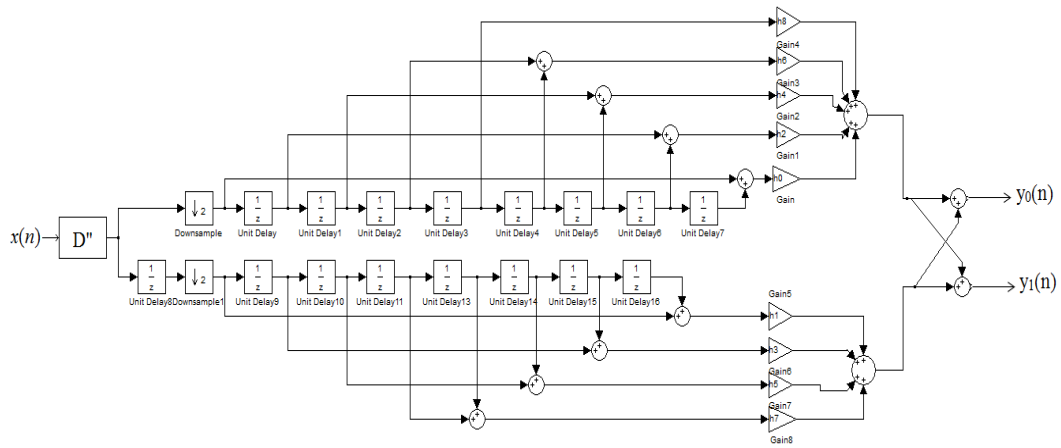 h8
Gain4
h6
Gain3
h4
Gain2
h2
Gain1
h0
Gain
y0(n)
y1(n)
x(n)
D"
↓ 2
Downsample
1
z
Unit Delay
1
z
Unit Delay1
1
z
Unit Delay2
1
z
Unit Delay3
1
z
Unit Delay4
1
z
Unit Delay5
1
z
Unit Delay6
1
z
Unit Delay7
1
z
Unit Delay8
↓ 2
Downsample1
1
z
Unit Delay9
1
z
Unit Delay10
1
z
Unit Delay11
1
z
Unit Delay13
1
z
Unit Delay14
1
z
Unit Delay15
1
z
Unit Delay16
Gain5
h1
h3
Gain6
h5
Gain7
h7
Gain8